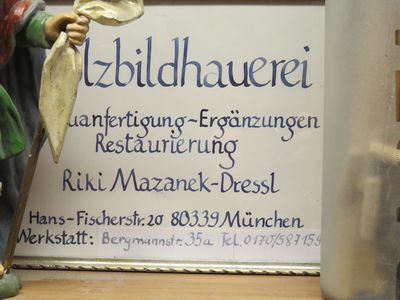 lzbildhauerei
uanfertigung-Ergänzungen
Restaurierung
Riki Mazanek-Dressl
Hans-Fischerstr. 20 80339 München
Werkstatt: Bergmannstr. 35a Tel. 0170/587159